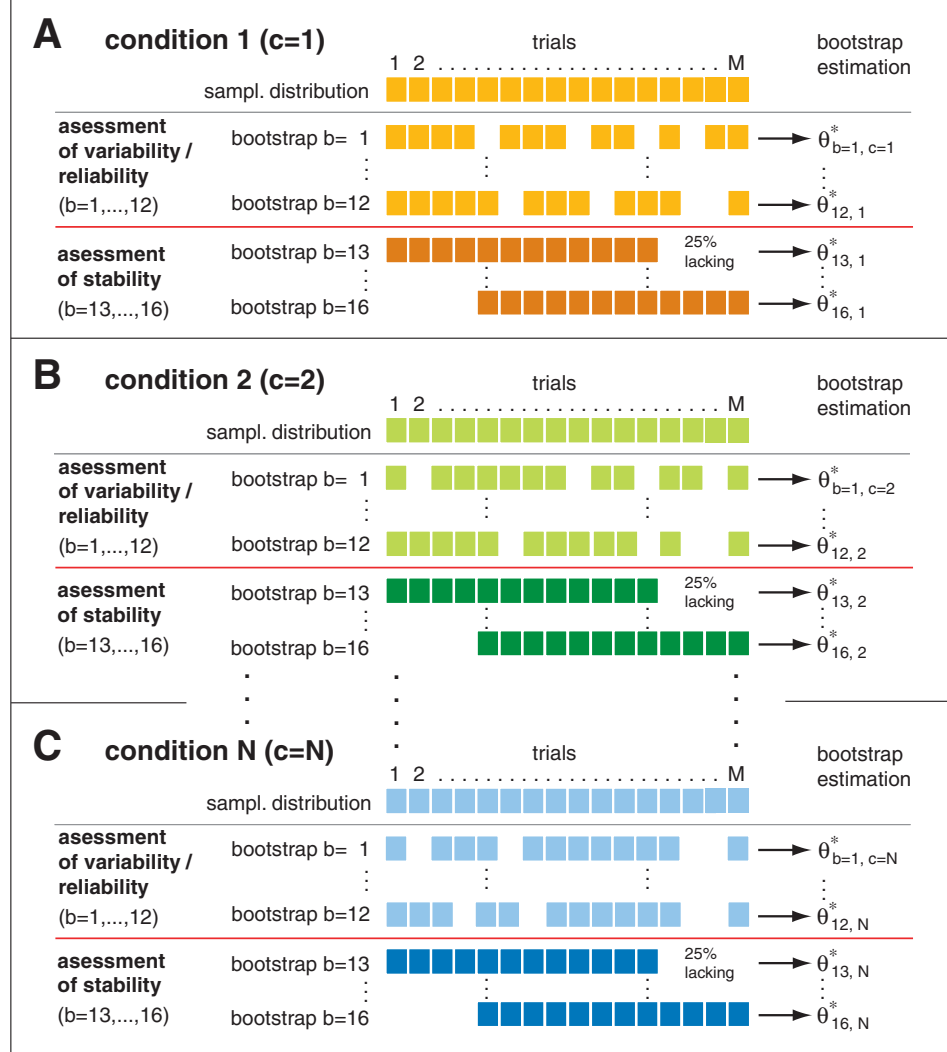 A condition 1 (c=1)
trials
bootstrap
estimation
1 2 . . . . . . . . . . . . . . . . . . . . . . . M
sampl. distribution
asessment
of variability /
reliability
(b=1,...,12)
bootstrap b= 1
θ*b=1, c=1
bootstrap b=12
θ*12, 1
asessment
of stability
(b=13,...,16)
bootstrap b=13
25%
lacking
θ*13, 1
bootstrap b=16
θ*16, 1
B condition 2 (c=2)
trials
bootstrap
estimation
1 2 . . . . . . . . . . . . . . . . . . . . . . . M
sampl. distribution
asessment
of variability /
reliability
(b=1,...,12)
bootstrap b= 1
θ*b=1, c=2
bootstrap b=12
θ*12, 2
asessment
of stability
(b=13,...,16)
bootstrap b=13
25%
lacking
θ*13, 2
bootstrap b=16
θ*16, 2
C condition N (c=N)
trials
bootstrap
estimation
1 2 . . . . . . . . . . . . . . . . . . . . . . . M
sampl. distribution
asessment
of variability /
reliability
(b=1,...,12)
bootstrap b= 1
θ*b=1, c=N
bootstrap b=12
θ*12, N
asessment
of stability
(b=13,...,16)
bootstrap b=13
25%
lacking
θ*13, N
bootstrap b=16
θ*16, N